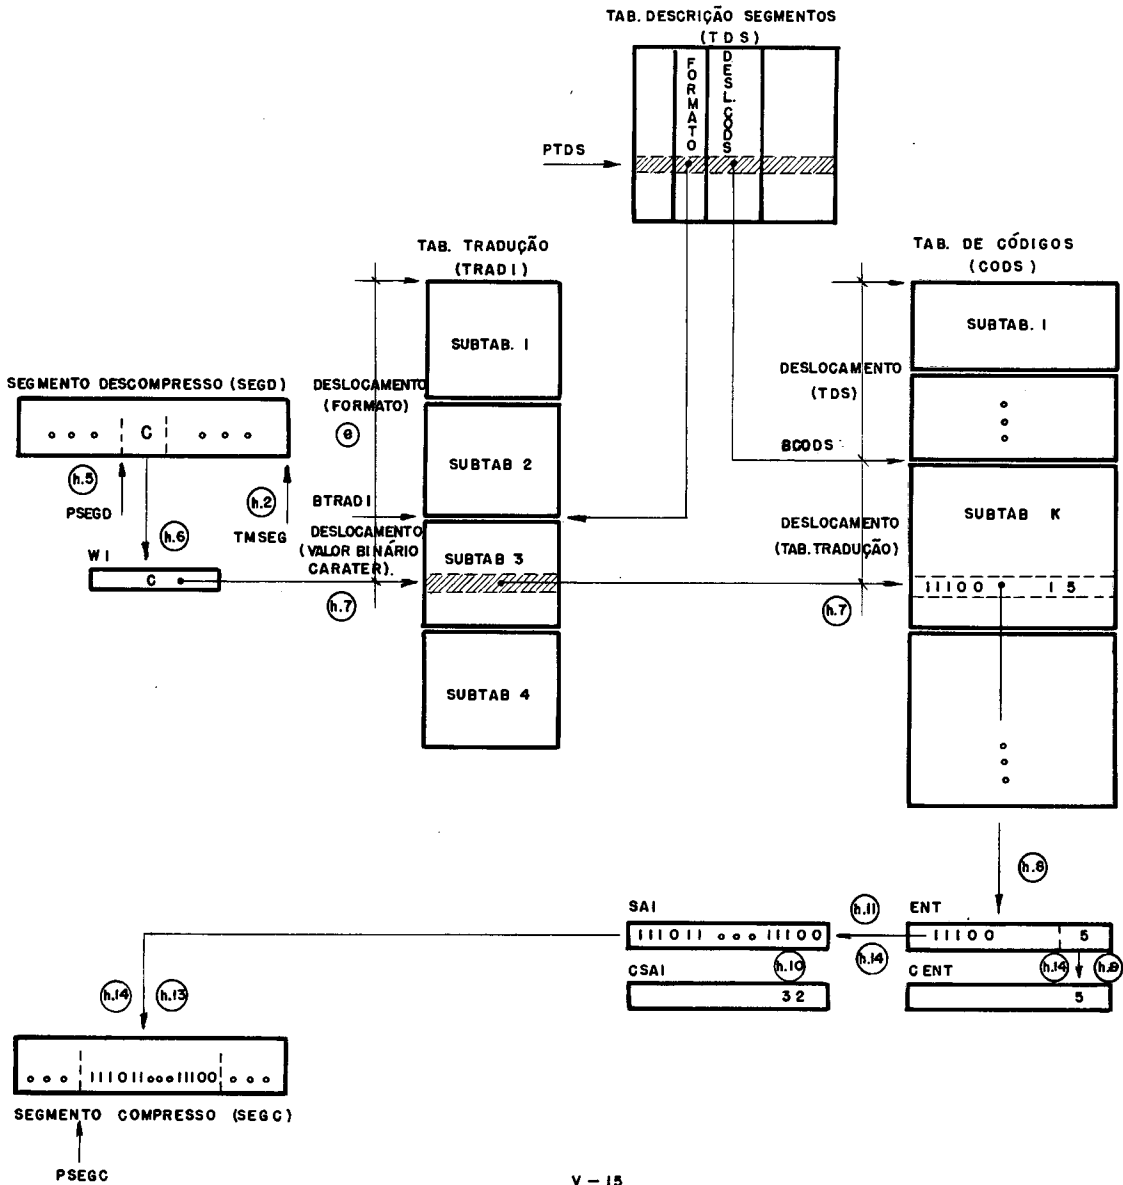 TAB. DESCRIÇÃO SEGMENTOS
(TDS)
FORMATO
DESL.CODS
PTDS
TAB. TRADUÇÃO
(TRADI)
TAB. DE CÓDIGOS
(CODS)
SUBTAB. I
SUBTAB. I
SEGMENTO DESCOMPRESSO (SEGD)
DESLOCAMENTO
(FORMATO)
e
DESLOCAMENTO
(TDS)
C
SUBTAB 2
BCODS
h.5
PSEGD
h.2
TMSEG
h.6
BTRADI
DESLOCAMENTO
(VALOR BINÁRIO
CARATER).
SUBTAB 3
SUBTAB K
DESLOCAMENTO
(TAB.TRADUÇÃO)
WI
C
h.7
h.7
11100 15
SUBTAB 4
h.8
SAI
h.11
ENT
111011 ooo 11100
11100 5
h.14
h.14
h.9
CSAI
h.10
CENT
32
5
h.14
h.13
ooo 111011ooo11100 ooo
SEGMENTO COMPRESSO (SEGC)
PSEGC
V - 15